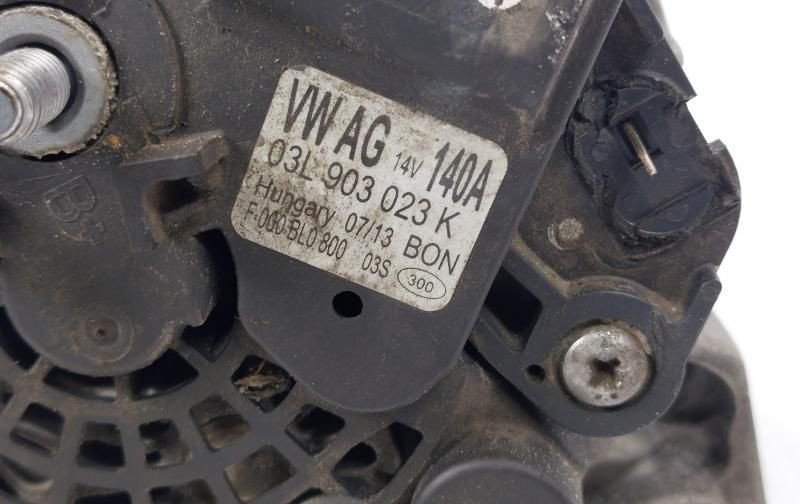 VW AG 14V 140A
03L 903 023 K
Hungary 07/13 BON
F-000 BL0 800 03S 300
B+